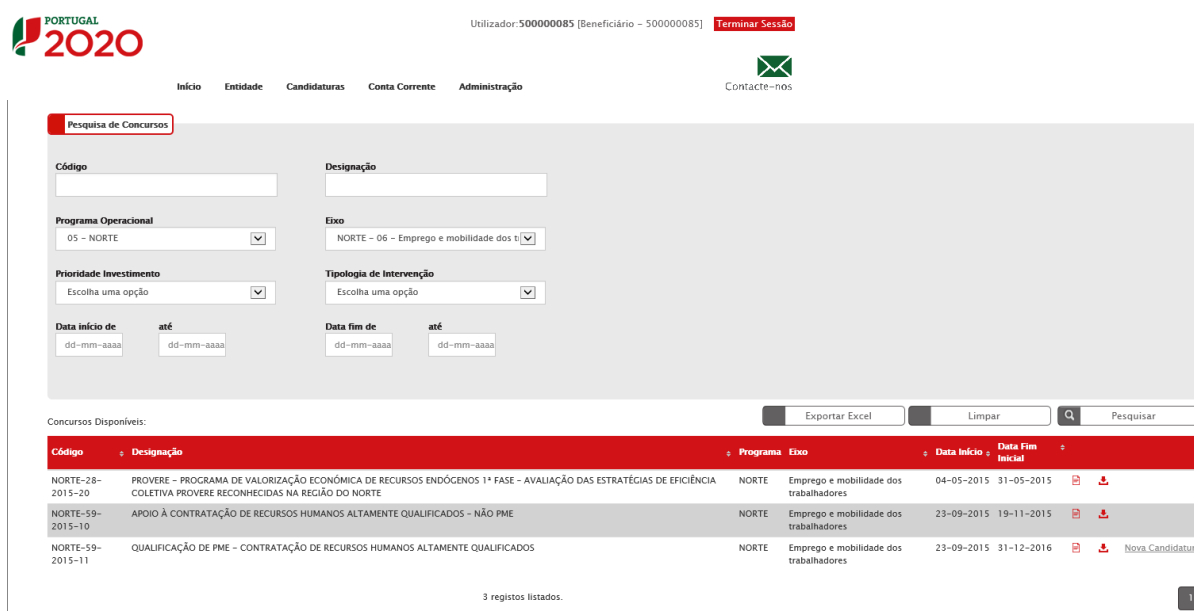 PORTUGAL
2020
Utilizador:500000085 [Beneficiário - 500000085] Terminar Sessão
Contacte-nos
Início Entidade Candidaturas Conta Corrente Administração
Pesquisa de Concursos
Código Designação
Programa Operacional Eixo
05 - NORTE NORTE - 06 - Emprego e mobilidade dos
Prioridade Investimento Tipologia de Intervenção
Escolha uma opção Escolha uma opção
Data início de até Data fim de até
dd-mm-aaaa dd-mm-aaaa dd-mm-aaaa dd-mm-aaaa
Concursos Disponíveis: Exportar Excel Limpar Pesquisar
Código Designação Programa Eixo Data Início Data Fim
Inicial
NORTE-28- PROVERE - PROGRAMA DE VALORIZAÇÃO ECONÓMICA DE RECURSOS ENDÓGENOS 1ª FASE - AVALIAÇÃO DAS ESTRATÉGIAS DE EFICIÊNCIA NORTE Emprego e mobilidade dos 04-05-2015 31-05-2015
2015-20 COLETIVA PROVERE RECONHECIDAS NA REGIÃO DO NORTE trabalhadores
NORTE-59- APOIO À CONTRATAÇÃO DE RECURSOS HUMANOS ALTAMENTE QUALIFICADOS - NÃO PME NORTE Emprego e mobilidade dos 23-09-2015 19-11-2015
2015-10 trabalhadores
NORTE-59- QUALIFICAÇÃO DE PME - CONTRATAÇÃO DE RECURSOS HUMANOS ALTAMENTE QUALIFICADOS NORTE Emprego e mobilidade dos 23-09-2015 31-12-2016 Nova Candidatur
2015-11 trabalhadores
3 registos listados. 1